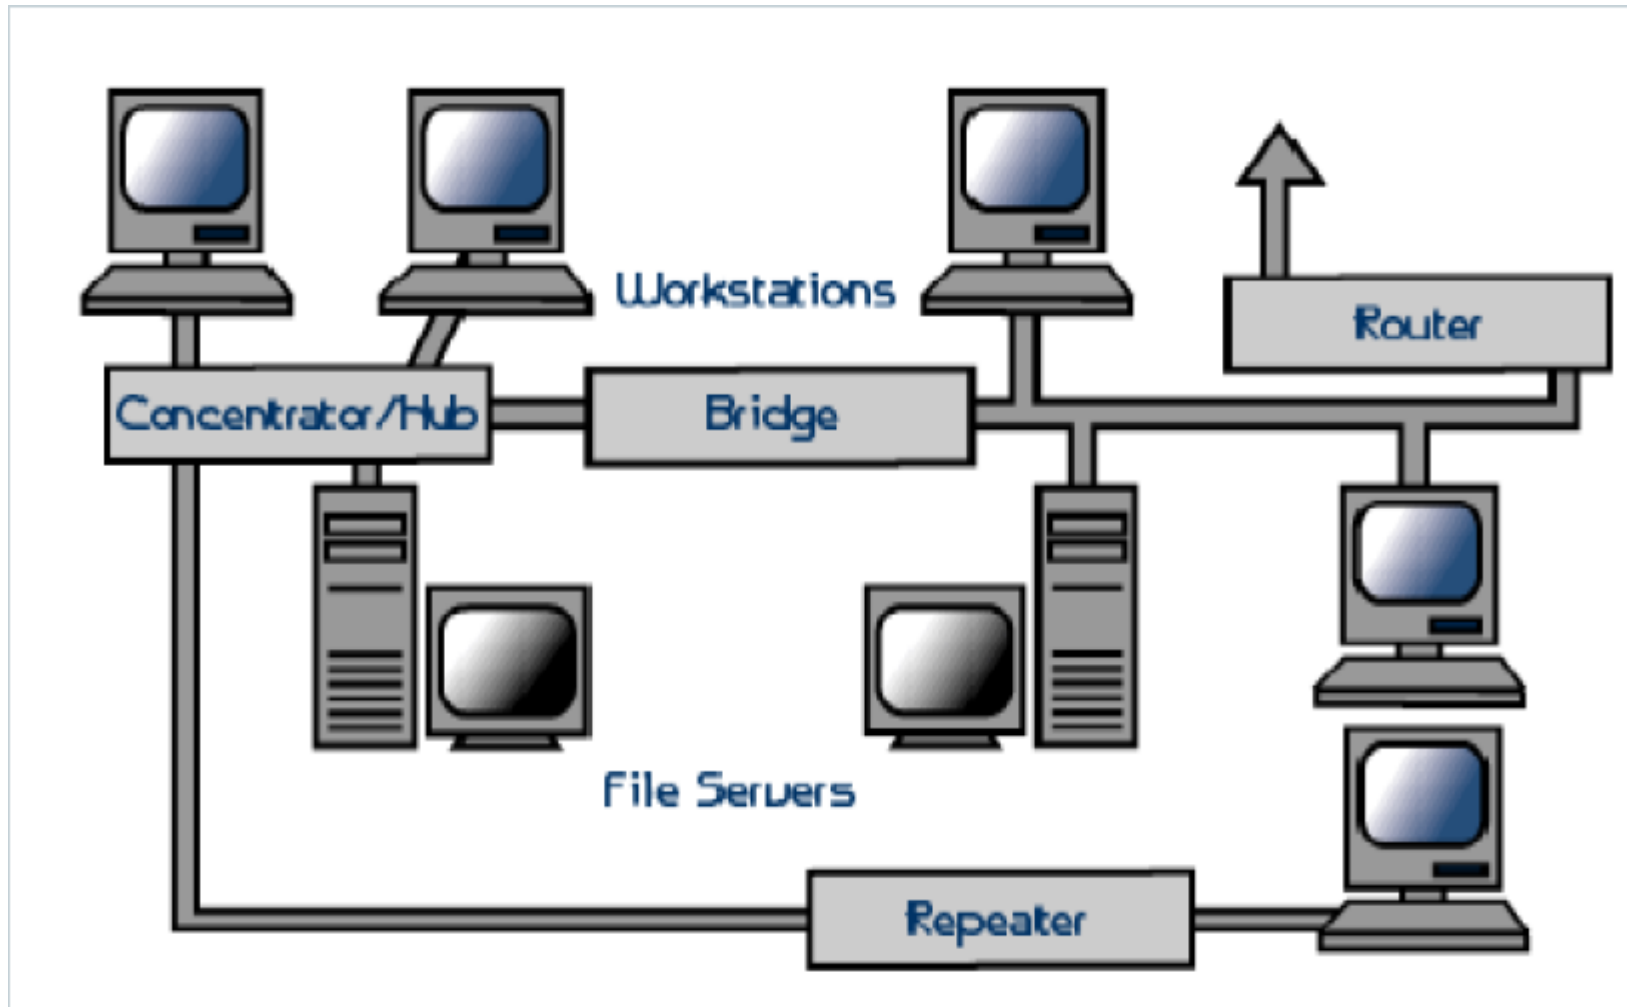 Workstations
Router
Concentrator/Hub
Bridge
File Servers
Repeater